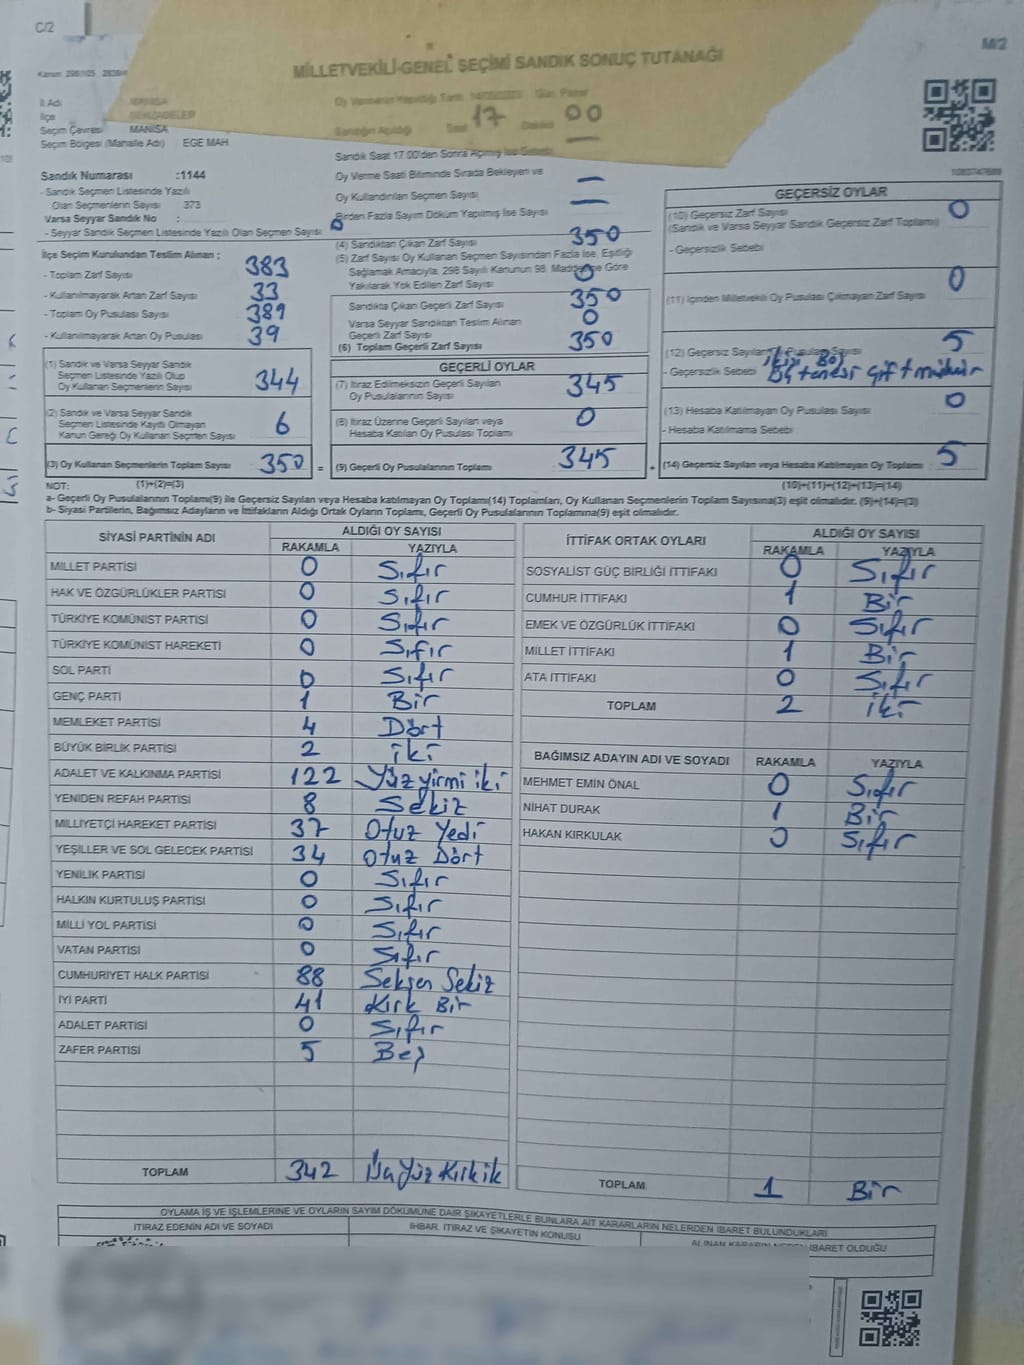 C/2
M/2
MİLLETVEKİLİ GENEL SEÇİMİ SANDIK SONUÇ TUTANAĞI
İl Adı MANİSA
İlçe ŞEHZADELER
Seçim Çevresi MANİSA
Seçim Bölgesi (Mahalle Adı) EGE MAH.
Sandık Numarası :1144
- Sandık Seçmen Listesinde Yazılı
Olan Seçmenlerin Sayısı 373
Varsa Seyyar Sandık No :
- Seyyar Sandık Seçmen Listesinde Yazılı Olan Seçmen Sayısı 0
İlçe Seçim Kurulundan Teslim Alınan ;
- Toplam Zarf Sayısı 383
- Kullanılmayarak Artan Zarf Sayısı 33
- Toplam Oy Pusulası Sayısı 389
- Kullanılmayarak Artan Oy Pusulası 39
(1) Sandık ve Varsa Seyyar Sandık
Seçmen Listesinde Yazılı Olup
Oy Kullanan Seçmenlerin Sayısı 344
(2) Sandık ve Varsa Seyyar Sandık
Seçmen Listesinde Kayıtlı Olmayan
Kanun Gereği Oy Kullanan Seçmen Sayısı 6
(3) Oy Kullanan Seçmenlerin Toplam Sayısı 350 =
Oy Vermenin Yapıldığı Tarih 14/05/2023 Gün Pazar
Sandığın Açıldığı Saat 17 Dakika 00
Sandık Saat 17.00'den Sonra Açılmış İse Sebebi
Oy Verme Saati Bitiminde Sırada Bekleyen ve
Oy Kullandırılan Seçmen Sayısı
Birden Fazla Sayım Döküm Yapılmış İse Sayısı
(4) Sandıktan Çıkan Zarf Sayısı 350
(5) Zarf Sayısı Oy Kullanan Seçmen Sayısından Fazla İse, Eşitliği
Sağlamak Amacıyla, 298 Sayılı Kanunun 98. Maddesine Göre
Yakılarak Yok Edilen Zarf Sayısı 0
Sandıkta Çıkan Geçerli Zarf Sayısı 350
Varsa Seyyar Sandıktan Teslim Alınan
Geçerli Zarf Sayısı 0
(6) Toplam Geçerli Zarf Sayısı 350
GEÇERLİ OYLAR
(7) İtiraz Edilmeksizin Geçerli Sayılan
Oy Pusulalarının Sayısı 345
(8) İtiraz Üzerine Geçerli Sayılan veya
Hesaba Katılan Oy Pusulası Toplamı 0
(9) Geçerli Oy Pusulalarının Toplamı 345 +
GEÇERSİZ OYLAR
(10) Geçersiz Zarf Sayısı 0
(Sandık ve Varsa Seyyar Sandık Geçersiz Zarf Toplamı)
- Geçersizlik Sebebi
(11) İçinden Milletvekili Oy Pusulası Çıkmayan Zarf Sayısı 0
(12) Geçersiz Sayılan Oy Pusulası Sayısı 5
- Geçersizlik Sebebi ikisi Boş
Üç tanesi çift mühür
(13) Hesaba Katılmayan Oy Pusulası Sayısı 0
- Hesaba Katılmama Sebebi
(14) Geçersiz Sayılan veya Hesaba Katılmayan Oy Toplamı 5
NOT: (1)+(2)=(3) (10)+(11)+(12)+(13)=(14)
a- Geçerli Oy Pusulalarının Toplamı(9) ile Geçersiz Sayılan veya Hesaba katılmayan Oy Toplamı(14) Toplamları, Oy Kullanan Seçmenlerin Toplam Sayısına(3) eşit olmalıdır. (9)+(14)=(3)
b- Siyasi Partilerin, Bağımsız Adayların ve İttifakların Aldığı Ortak Oyların Toplamı, Geçerli Oy Pusulalarının Toplamına(9) eşit olmalıdır.
SİYASİ PARTİNİN ADI ALDIĞI OY SAYISI
RAKAMLA YAZIYLA
MİLLET PARTİSİ 0 Sıfır
HAK VE ÖZGÜRLÜKLER PARTİSİ 0 Sıfır
TÜRKİYE KOMÜNİST PARTİSİ 0 Sıfır
TÜRKİYE KOMÜNİST HAREKETİ 0 Sıfır
SOL PARTİ 0 Sıfır
GENÇ PARTİ 1 Bir
MEMLEKET PARTİSİ 4 Dört
BÜYÜK BİRLİK PARTİSİ 2 iki
ADALET VE KALKINMA PARTİSİ 122 Yüz yirmi iki
YENİDEN REFAH PARTİSİ 8 Sekiz
MİLLİYETÇİ HAREKET PARTİSİ 37 Otuz Yedi
YEŞİLLER VE SOL GELECEK PARTİSİ 34 Otuz Dört
YENİLİK PARTİSİ 0 Sıfır
HALKIN KURTULUŞ PARTİSİ 0 Sıfır
MİLLİ YOL PARTİSİ 0 Sıfır
VATAN PARTİSİ 0 Sıfır
CUMHURİYET HALK PARTİSİ 88 Seksen Sekiz
İYİ PARTİ 41 Kırk Bir
ADALET PARTİSİ 0 Sıfır
ZAFER PARTİSİ 5 Beş
TOPLAM 342 Üç Yüz Kırk ik
İTTİFAK ORTAK OYLARI ALDIĞI OY SAYISI
RAKAMLA YAZIYLA
SOSYALİST GÜÇ BİRLİĞİ İTTİFAKI 0 Sıfır
CUMHUR İTTİFAKI 1 Bir
EMEK VE ÖZGÜRLÜK İTTİFAKI 0 Sıfır
MİLLET İTTİFAKI 1 Bir
ATA İTTİFAKI 0 Sıfır
TOPLAM 2 iki
BAĞIMSIZ ADAYIN ADI VE SOYADI RAKAMLA YAZIYLA
MEHMET EMİN ÖNAL 0 Sıfır
NİHAT DURAK 1 Bir
HAKAN KIRKULAK 0 Sıfır
TOPLAM 1 Bir
OYLAMA İŞ VE İŞLEMLERİNE VE OYLARIN SAYIM DÖKÜMÜNE DAİR ŞİKAYETLERLE BUNLARA AİT KARARLARIN NELERDEN İBARET BULUNDUKLARI
İTİRAZ EDENİN ADI VE SOYADI İHBAR, İTİRAZ VE ŞİKAYETİN KONUSU ALINAN KARARIN NEDEN İBARET OLDUĞU